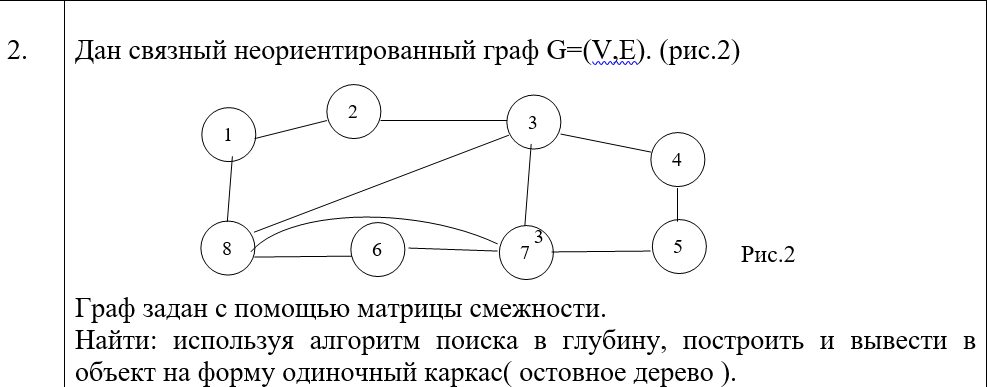 2. Дан связный неориентированный граф G=(V,E). (рис.2)
2
1
3
4
8
6
7
3
5
Рис.2
Граф задан с помощью матрицы смежности.
Найти: используя алгоритм поиска в глубину, построить и вывести в
объект на форму одиночный каркас( остовное дерево ).